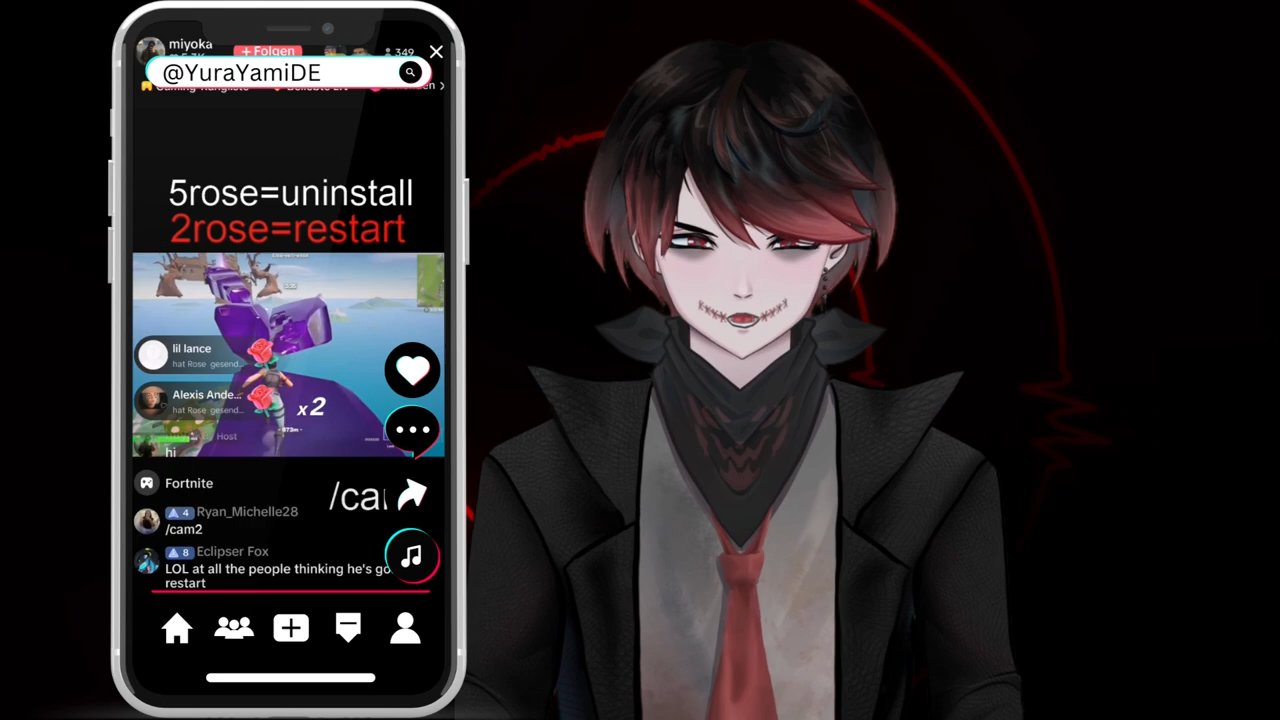 miyoka
+ Folgen
349
@YuraYamiDE
5rose=uninstall
2rose=restart
lil lance
hat Rose gesend...
Alexis Ande...
hat Rose gesend...
x2
873m
Host
hi
Fortnite
/ca
4 Ryan_Michelle28
/cam2
8 Eclipser Fox
LOL at all the people thinking he's go
restart